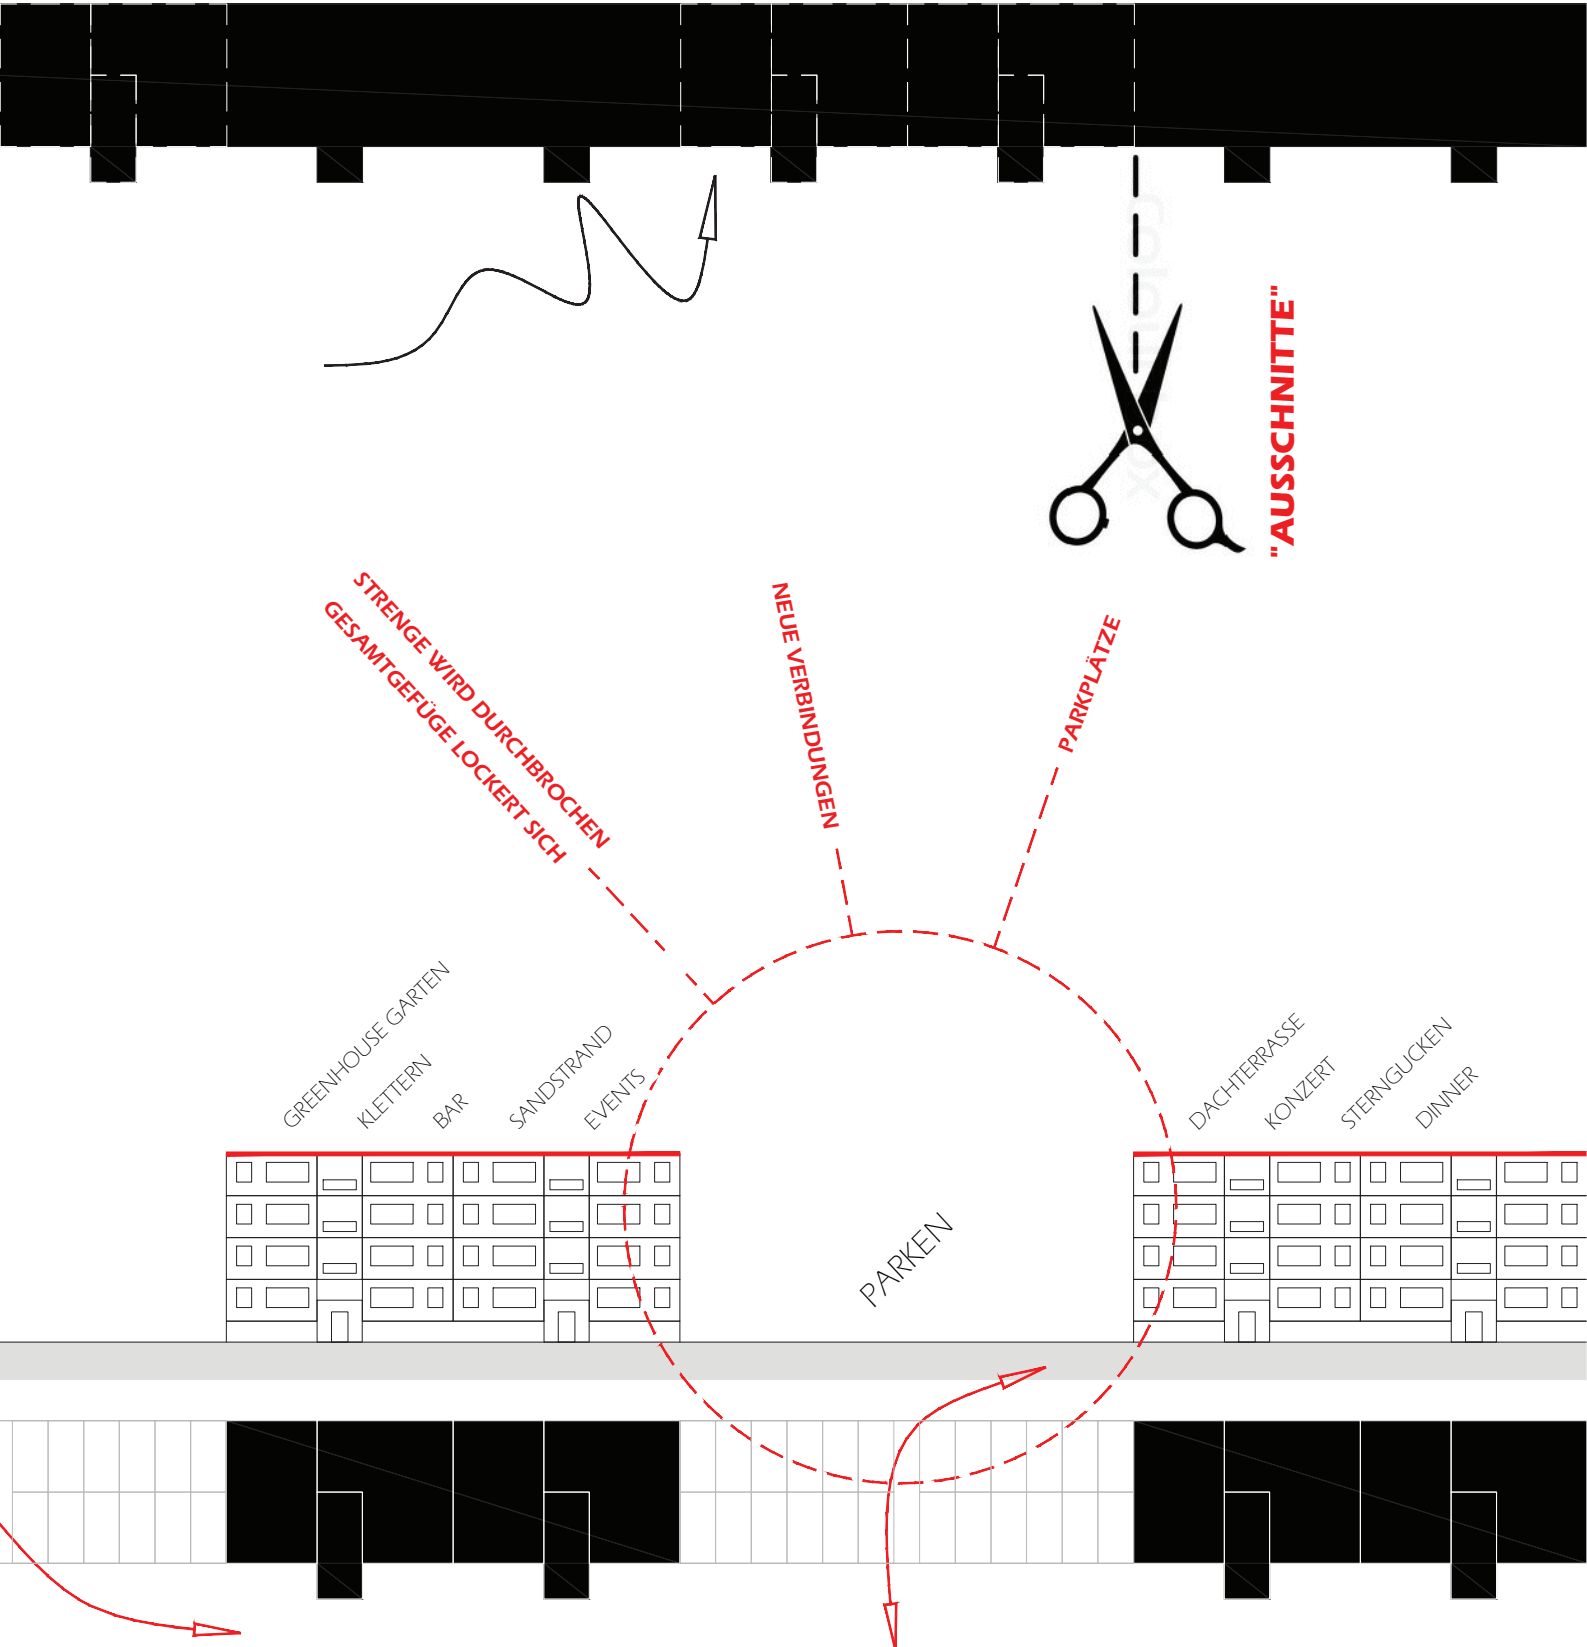 "AUSSCHNITTE"
STRENGE WIRD DURCHBROCHEN
GESAMTGEFÜGE LOCKERT SICH
NEUE VERBINDUNGEN
PARKPLÄTZE
GREENHOUSE GARTEN
KLETTERN
BAR
SANDSTRAND
EVENTS
DACHTERRASSE
KONZERT
STERNGUCKEN
DINNER
PARKEN